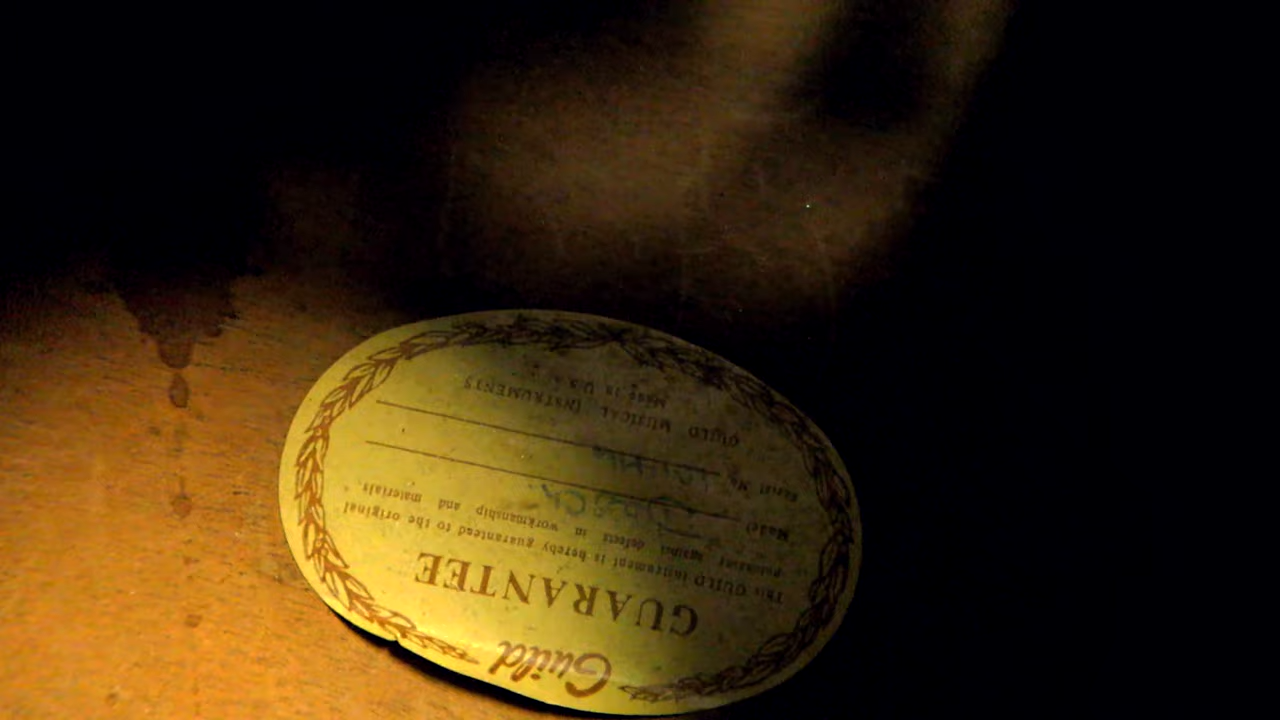 Guild
GUARANTEE
This GUILD instrument is hereby guaranteed to the original
purchaser against defects in workmanship and materials
Model
Serial No.
GUILD MUSICAL INSTRUMENTS
Made in U.S.A.